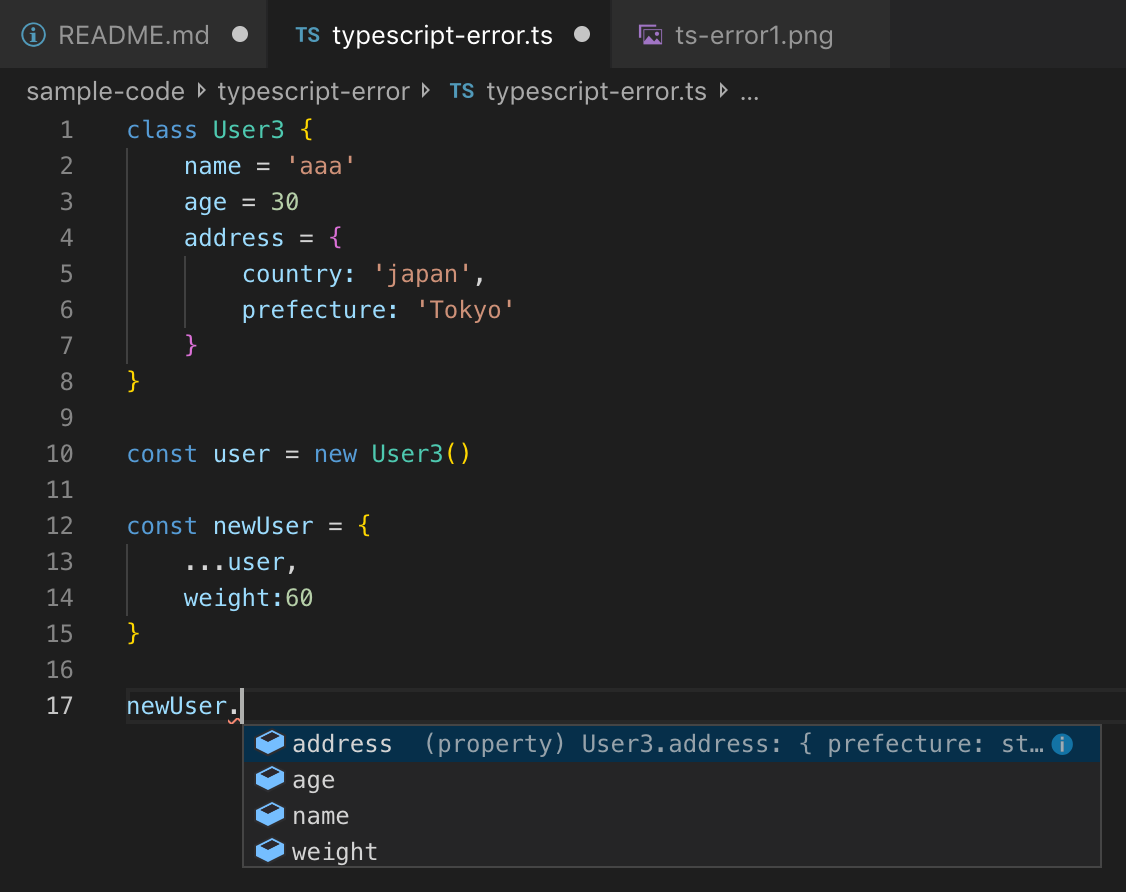 README.md TS typescript-error.ts ts-error1.png
sample-code typescript-error TS typescript-error.ts ...
1 class User3 {
2 name = 'aaa'
3 age = 30
4 address = {
5 country: 'japan',
6 prefecture: 'Tokyo'
7 }
8 }
9
10 const user = new User3()
11
12 const newUser = {
13 ...user,
14 weight:60
15 }
16
17 newUser.
address (property) User3.address: { prefecture: st…
age
name
weight